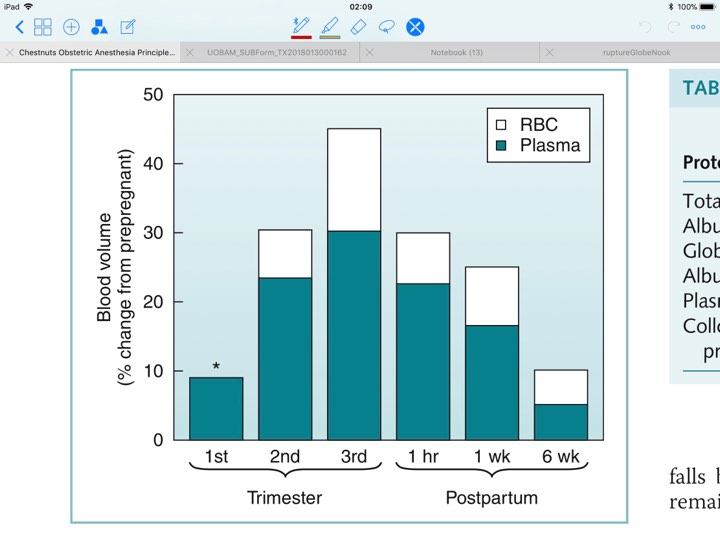 iPad 02:09 100%
Chestnuts Obstetric Anesthesia Principle... UOBAM_SUBForm_TX2018013000162 Notebook (13) ruptureGlobeNook
Blood volume
(% change from prepregnant)
50
40
30
20
10
0
RBC
Plasma
*
1st 2nd 3rd 1 hr 1 wk 6 wk
Trimester Postpartum
TAB
Prote
Tota
Albu
Glob
Albu
Plasm
Collo
pr
falls b
remai